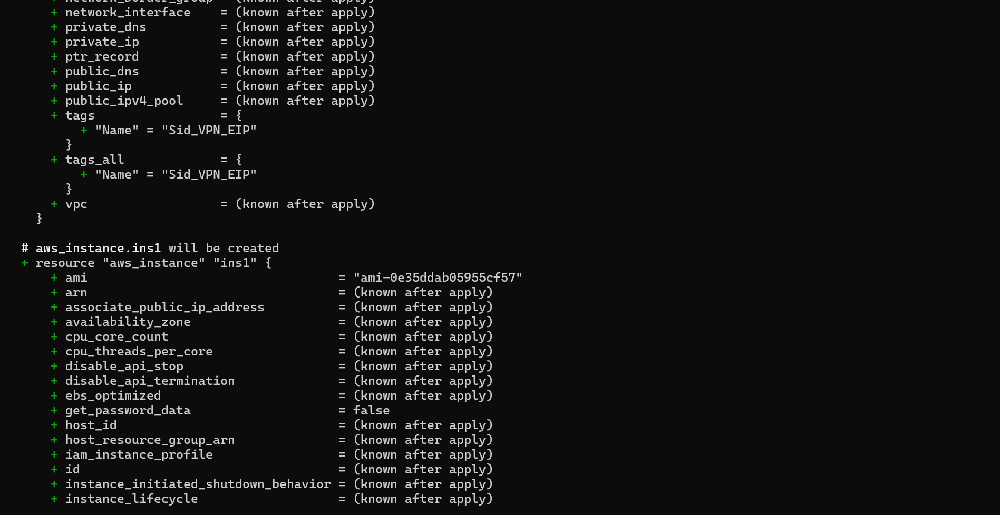 + network_border_group = (known after apply)
+ network_interface = (known after apply)
+ private_dns = (known after apply)
+ private_ip = (known after apply)
+ ptr_record = (known after apply)
+ public_dns = (known after apply)
+ public_ip = (known after apply)
+ public_ipv4_pool = (known after apply)
+ tags = {
+ "Name" = "Sid_VPN_EIP"
}
+ tags_all = {
+ "Name" = "Sid_VPN_EIP"
}
+ vpc = (known after apply)
}
# aws_instance.ins1 will be created
+ resource "aws_instance" "ins1" {
+ ami = "ami-0e35ddab05955cf57"
+ arn = (known after apply)
+ associate_public_ip_address = (known after apply)
+ availability_zone = (known after apply)
+ cpu_core_count = (known after apply)
+ cpu_threads_per_core = (known after apply)
+ disable_api_stop = (known after apply)
+ disable_api_termination = (known after apply)
+ ebs_optimized = (known after apply)
+ get_password_data = false
+ host_id = (known after apply)
+ host_resource_group_arn = (known after apply)
+ iam_instance_profile = (known after apply)
+ id = (known after apply)
+ instance_initiated_shutdown_behavior = (known after apply)
+ instance_lifecycle = (known after apply)